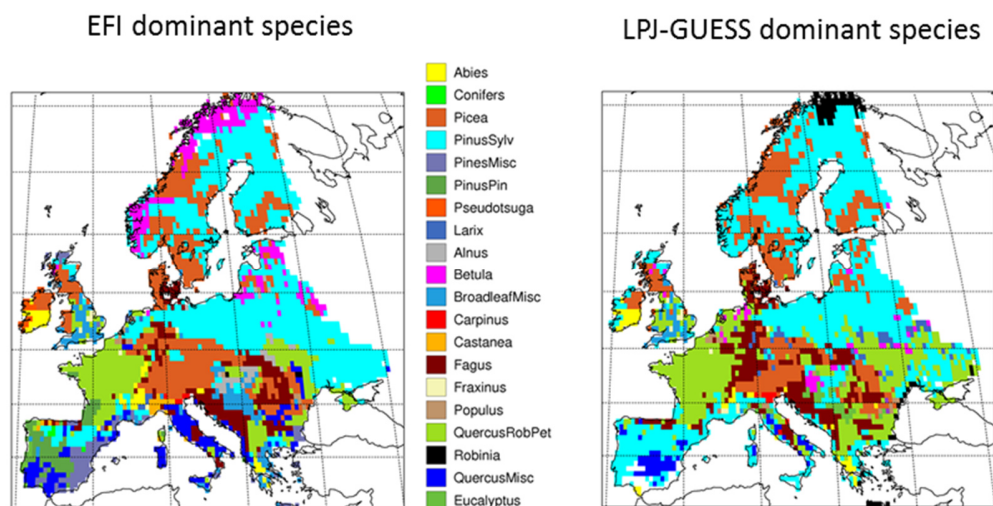 EFI dominant species
LPJ-GUESS dominant species
Abies
Conifers
Picea
PinusSylv
PinesMisc
PinusPin
Pseudotsuga
Larix
Alnus
Betula
BroadleafMisc
Carpinus
Castanea
Fagus
Fraxinus
Populus
QuercusRobPet
Robinia
QuercusMisc
Eucalyptus